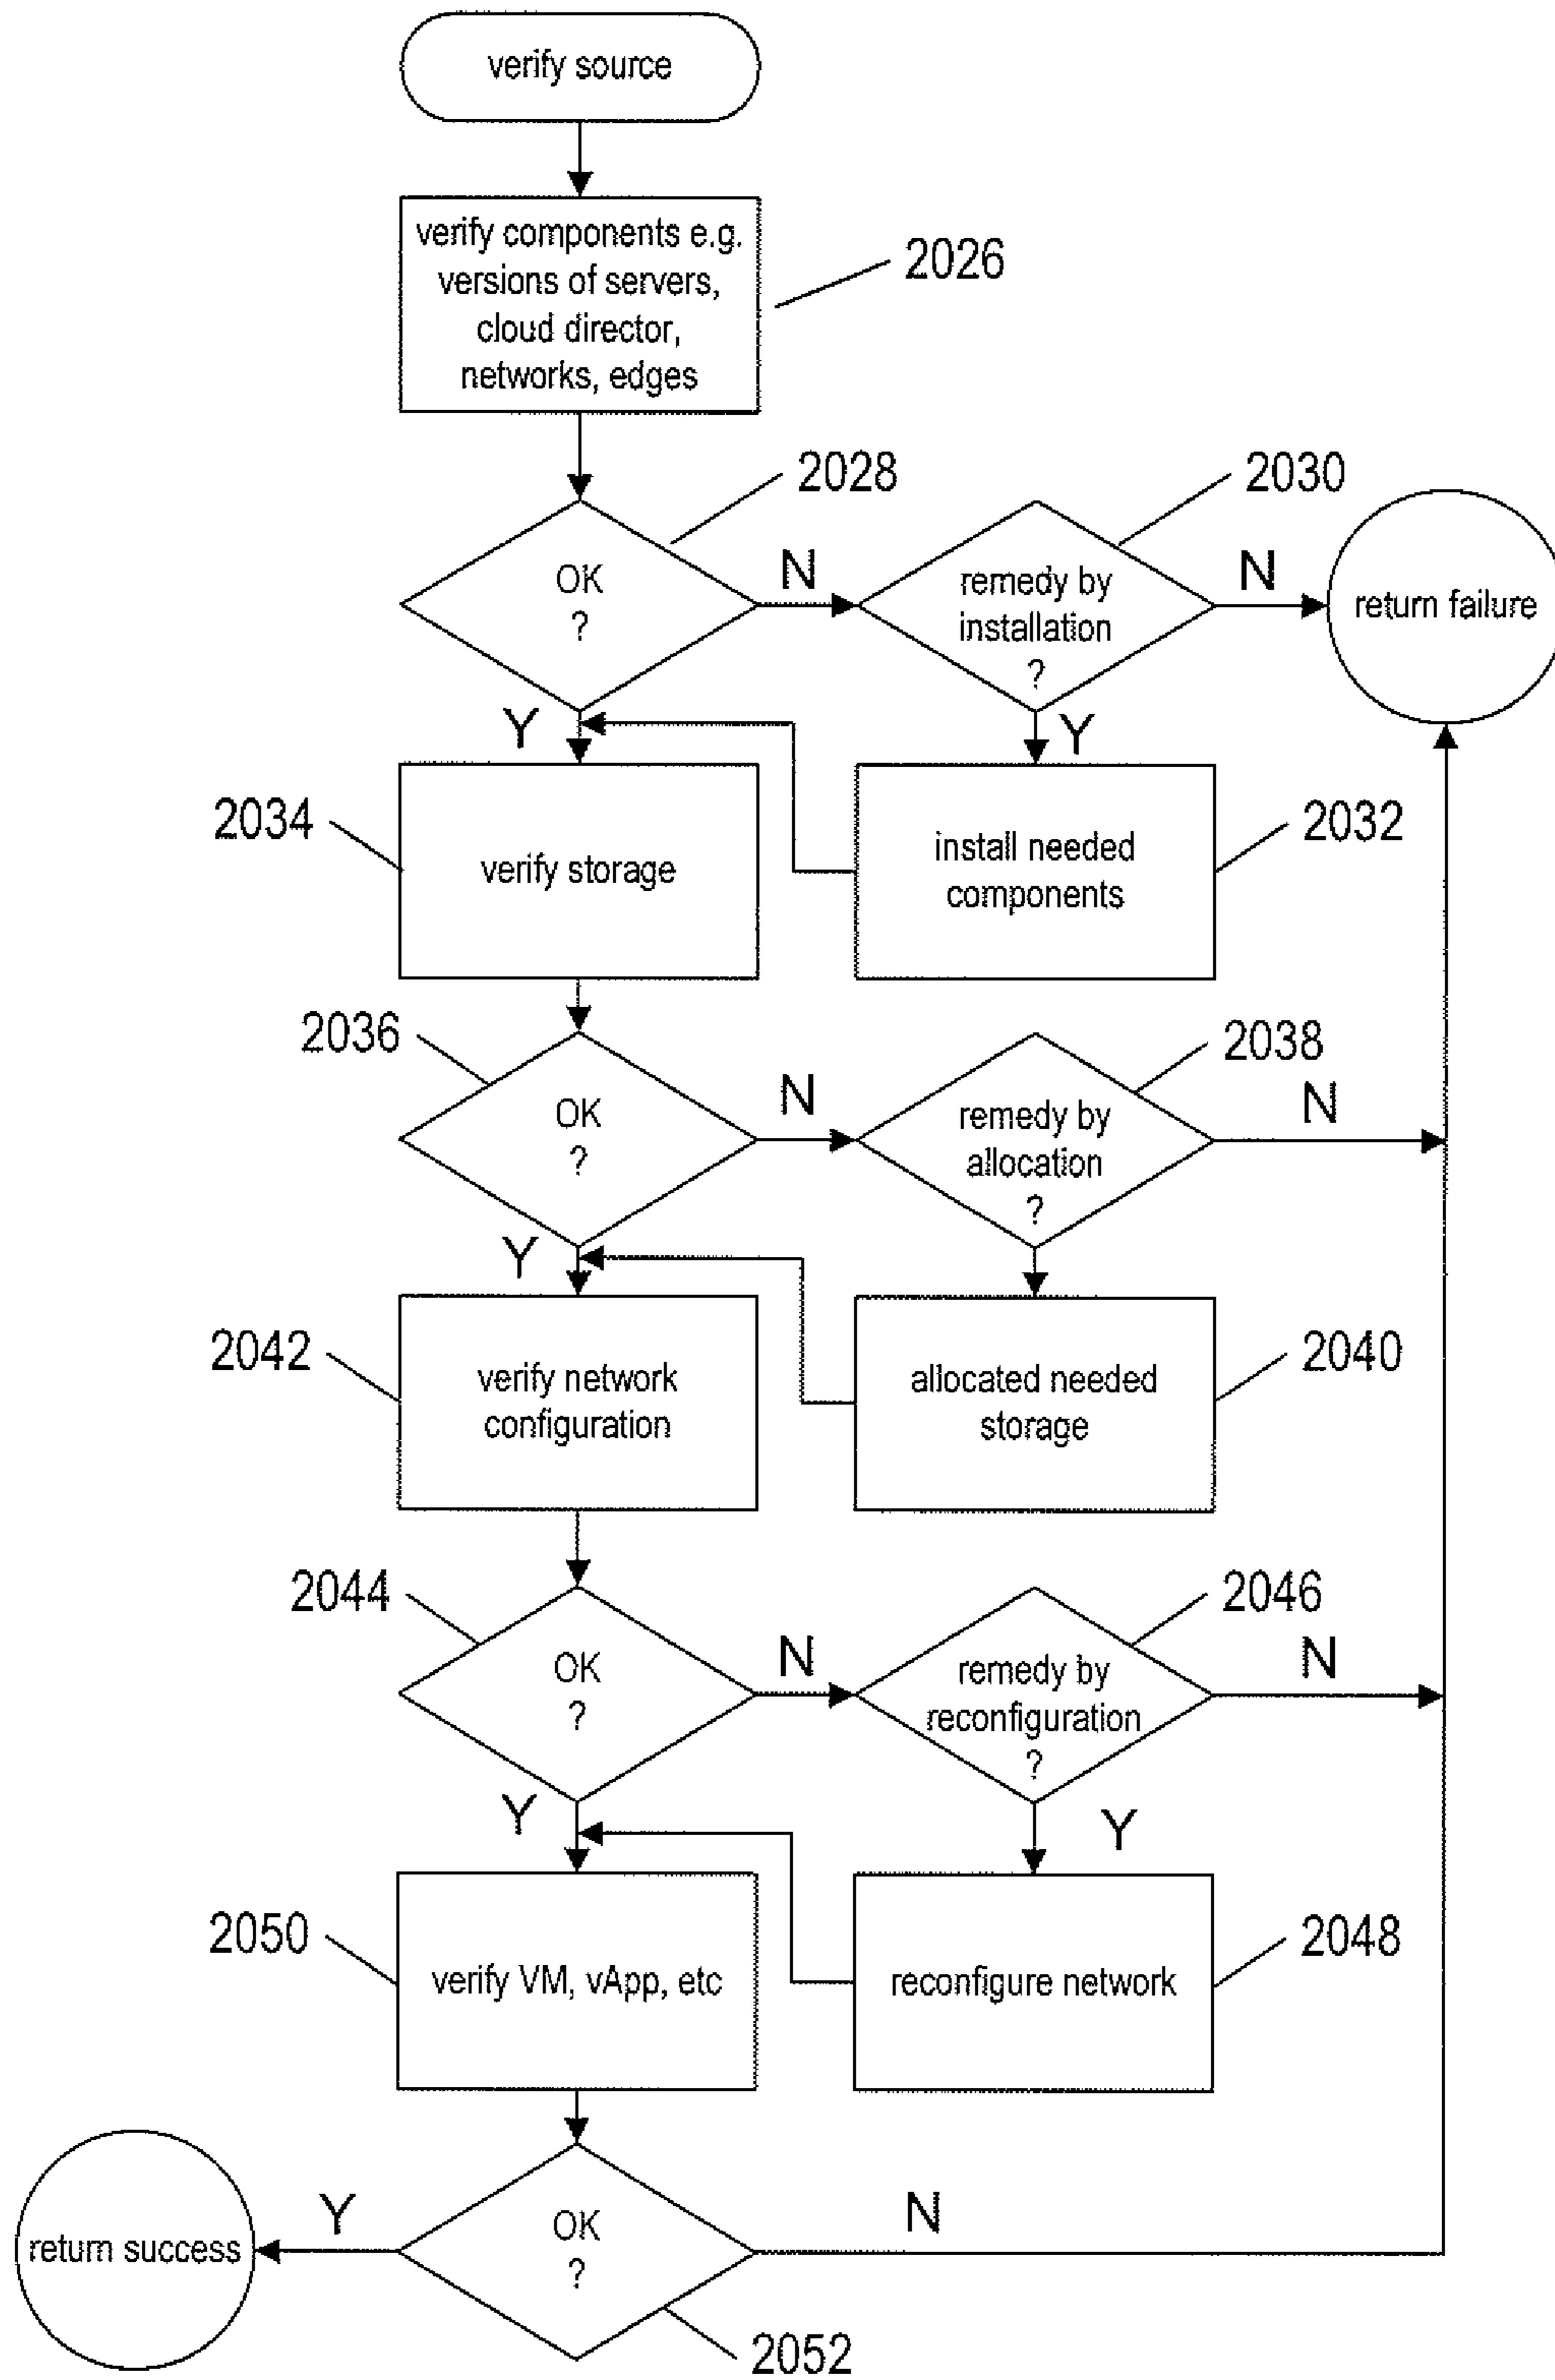 verify source
verify components e.g.
versions of servers,
cloud director,
networks, edges
2026
2028
2030
OK
?
N
remedy by
installation
?
N
return failure
Y
Y
2034
verify storage
install needed
components
2032
2036
2038
OK
?
N
remedy by
allocation
?
N
Y
2042
verify network
configuration
allocated needed
storage
2040
2044
2046
OK
?
N
remedy by
reconfiguration
?
N
Y
Y
2050
verify VM, vApp, etc
reconfigure network
2048
return success
Y
OK
?
N
2052